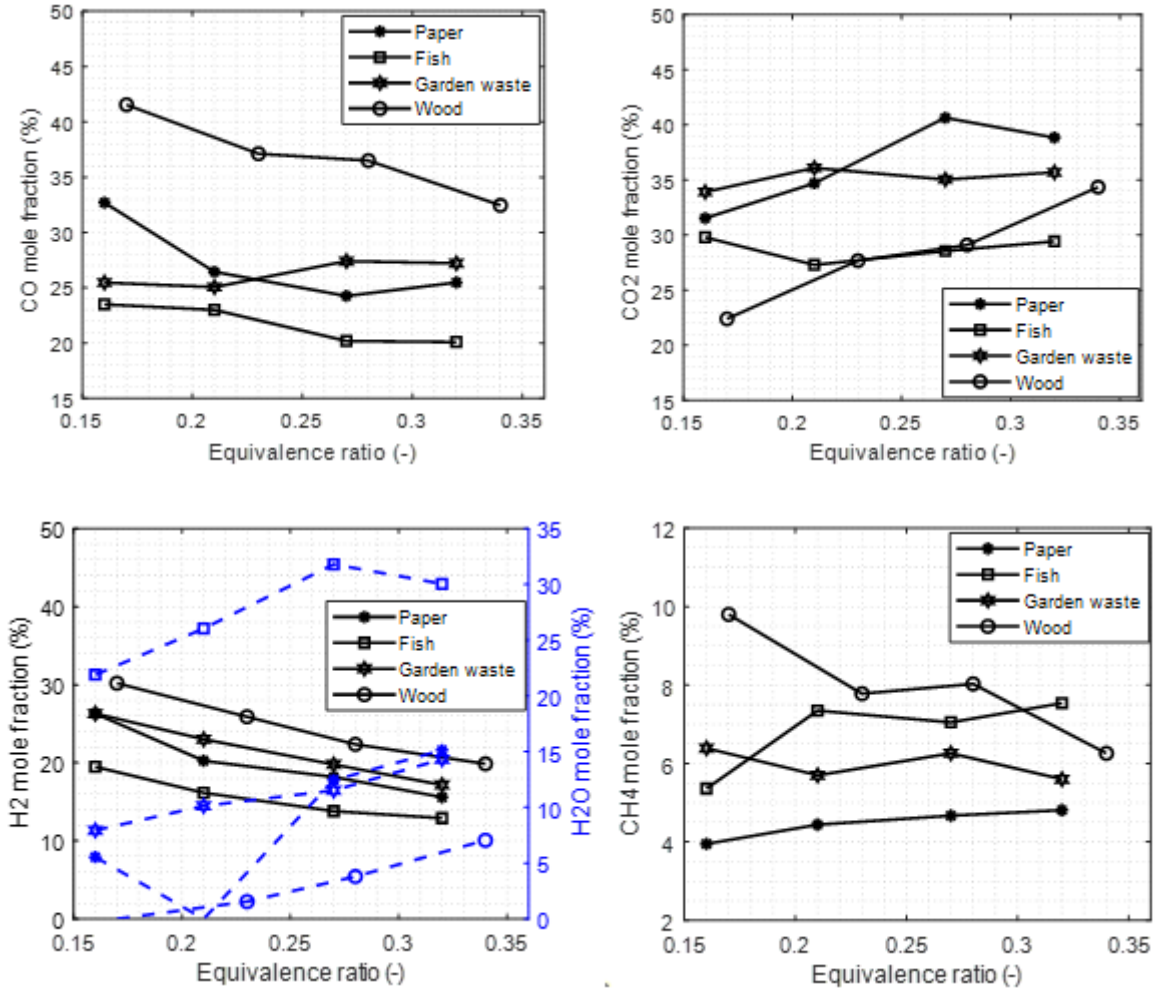 50
45
40
35
30
25
20
15
CO mole fraction (%)
Paper
Fish
Garden waste
Wood
0.15
0.2
0.25
0.3
0.35
Equivalence ratio (-)
50
45
40
35
30
25
20
15
CO2 mole fraction (%)
Paper
Fish
Garden waste
Wood
0.15
0.2
0.25
0.3
0.35
Equivalence ratio (-)
50
40
30
20
10
0
H2 mole fraction (%)
Paper
Fish
Garden waste
Wood
35
30
25
20
15
10
5
0
H2O mole fraction (%)
0.15
0.2
0.25
0.3
0.35
Equivalence ratio (-)
12
10
8
6
4
2
CH4 mole fraction (%)
Paper
Fish
Garden waste
Wood
0.15
0.2
0.25
0.3
0.35
Equivalence ratio (-)